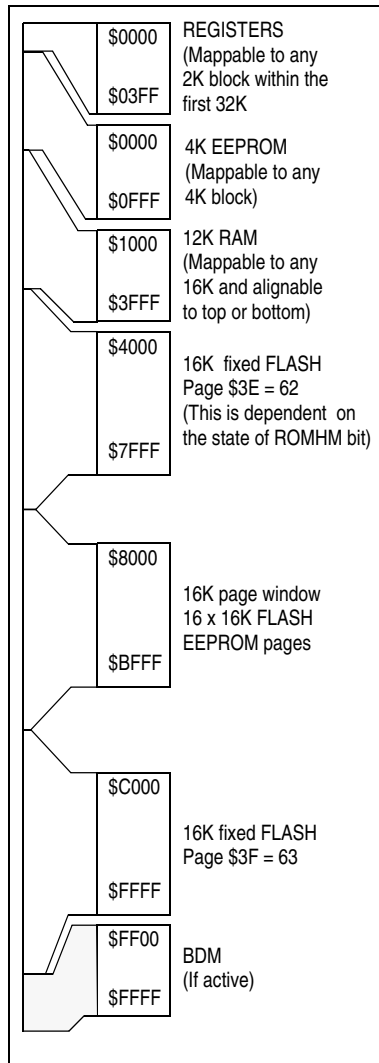 $0000
$03FF
REGISTERS
(Mappable to any
2K block within the
first 32K
$0000
$0FFF
4K EEPROM
(Mappable to any
4K block)
$1000
$3FFF
12K RAM
(Mappable to any
16K and alignable
to top or bottom)
$4000
$7FFF
16K fixed FLASH
Page $3E = 62
(This is dependent on
the state of ROMHM bit)
$8000
$BFFF
16K page window
16 x 16K FLASH
EEPROM pages
$C000
$FFFF
16K fixed FLASH
Page $3F = 63
$FF00
$FFFF
BDM
(If active)